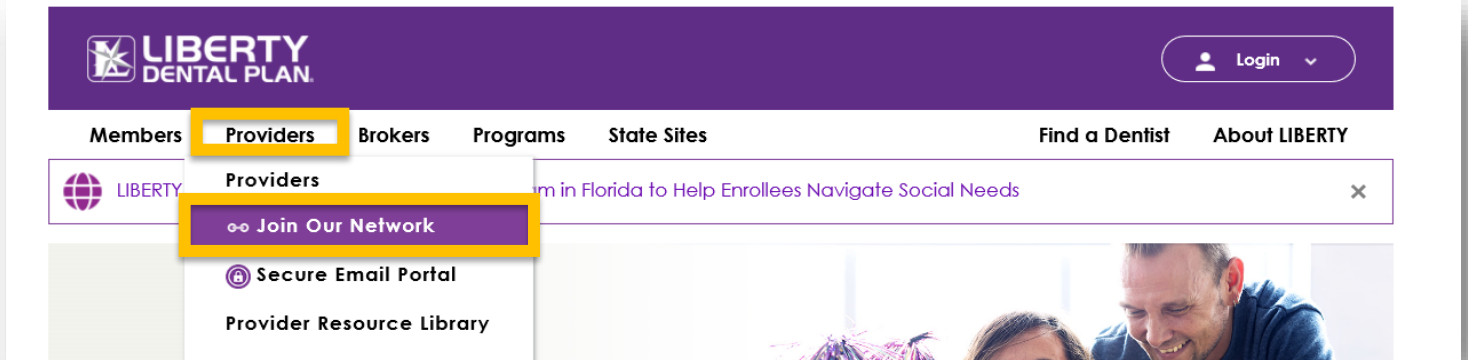 LIBERTY
DENTAL PLAN.
Login
Members Providers Brokers Programs State Sites Find a Dentist About LIBERTY
LIBERTY in Florida to Help Enrollees Navigate Social Needs
Providers
Join Our Network
Secure Email Portal
Provider Resource Library